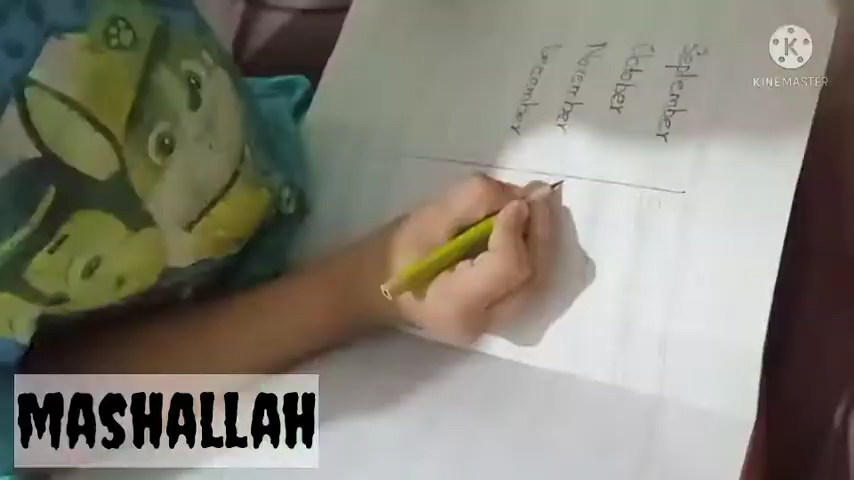 September
October
November
December
K
KINEMASTER
MASHALLAH